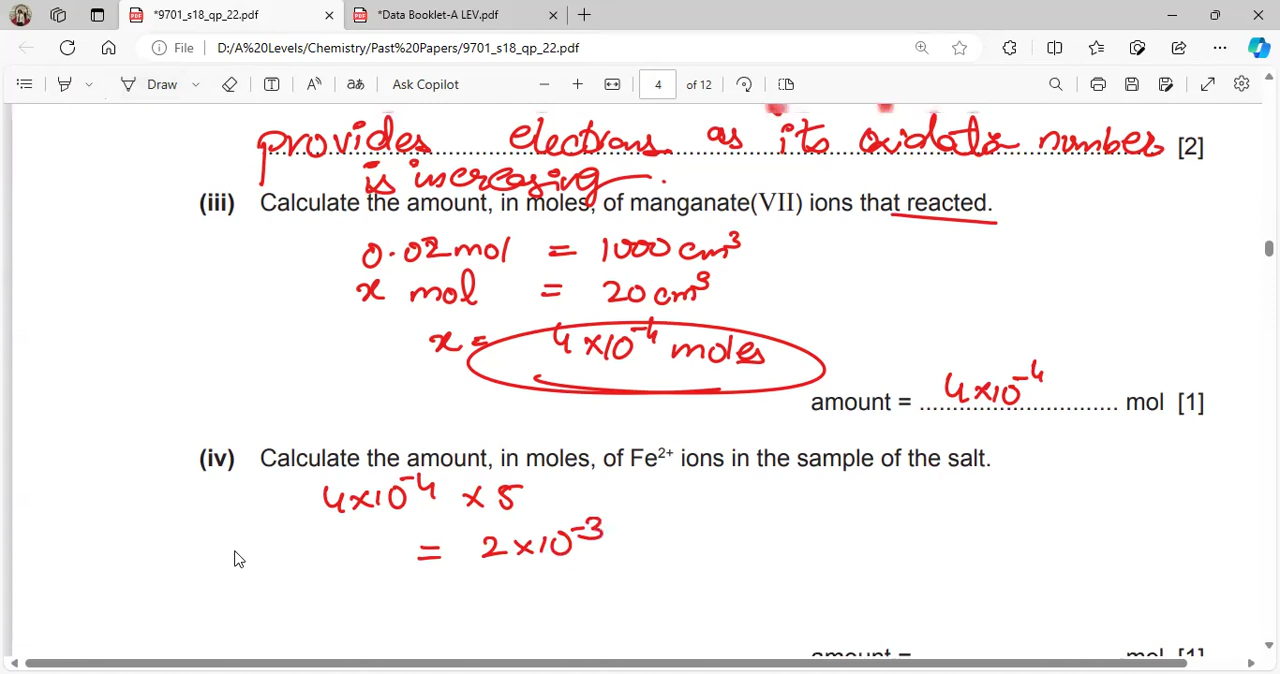 *9701_s18_qp_22.pdf
*Data Booklet-A LEV.pdf
File D:/A%20Levels/Chemistry/Past%20Papers/9701_s18_qp_22.pdf
Draw
aあ
Ask Copilot
4 of 12
provides electrons as its oxidata number [2]
is increasing.
(iii) Calculate the amount, in moles, of manganate(VII) ions that reacted.
0.02 mol = 1000 cm³
x mol = 20 cm³
x = 4 × 10⁻⁴ moles
4×10⁻⁴
amount = .............................. mol [1]
(iv) Calculate the amount, in moles, of Fe²⁺ ions in the sample of the salt.
4×10⁻⁴ × 5
= 2×10⁻³
amount = mol [1]